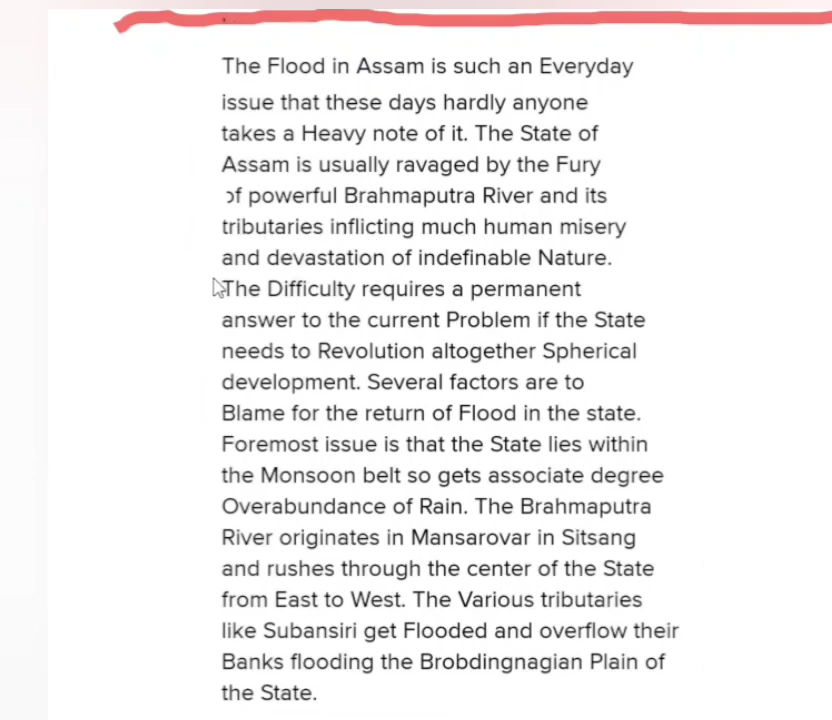 The Flood in Assam is such an Everyday
issue that these days hardly anyone
takes a Heavy note of it. The State of
Assam is usually ravaged by the Fury
of powerful Brahmaputra River and its
tributaries inflicting much human misery
and devastation of indefinable Nature.
The Difficulty requires a permanent
answer to the current Problem if the State
needs to Revolution altogether Spherical
development. Several factors are to
Blame for the return of Flood in the state.
Foremost issue is that the State lies within
the Monsoon belt so gets associate degree
Overabundance of Rain. The Brahmaputra
River originates in Mansarovar in Sitsang
and rushes through the center of the State
from East to West. The Various tributaries
like Subansiri get Flooded and overflow their
Banks flooding the Brobdingnagian Plain of
the State.